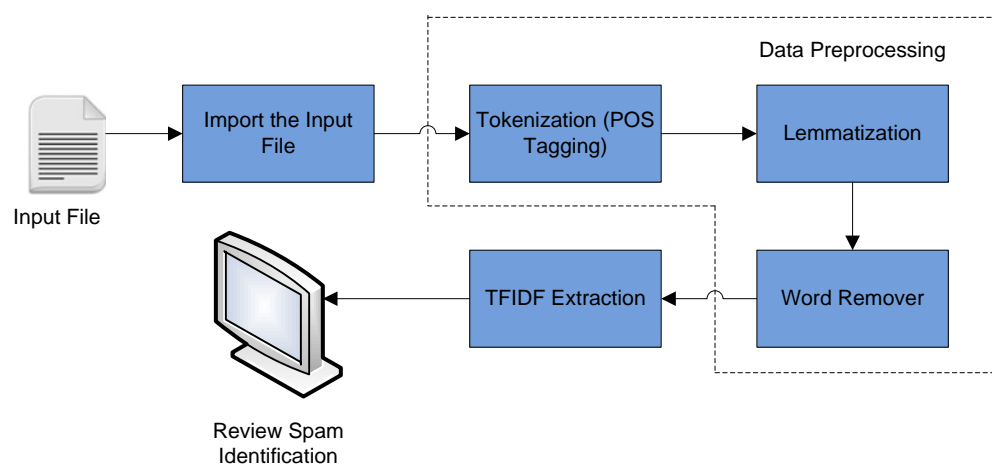 Data Preprocessing
Import the Input
File
Tokenization (POS
Tagging)
Lemmatization
Input File
TFIDF Extraction
Word Remover
Review Spam
Identification